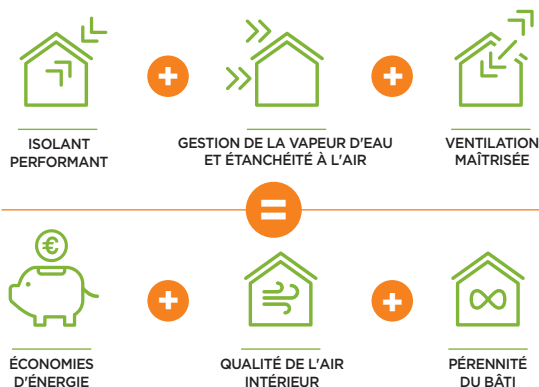 ISOLANT
PERFORMANT
GESTION DE LA VAPEUR D'EAU
ET ÉTANCHÉITÉ À L'AIR
VENTILATION
MAÎTRISÉE
€
ÉCONOMIES
D'ÉNERGIE
QUALITÉ DE L'AIR
INTÉRIEUR
PÉRENNITÉ
DU BÂTI